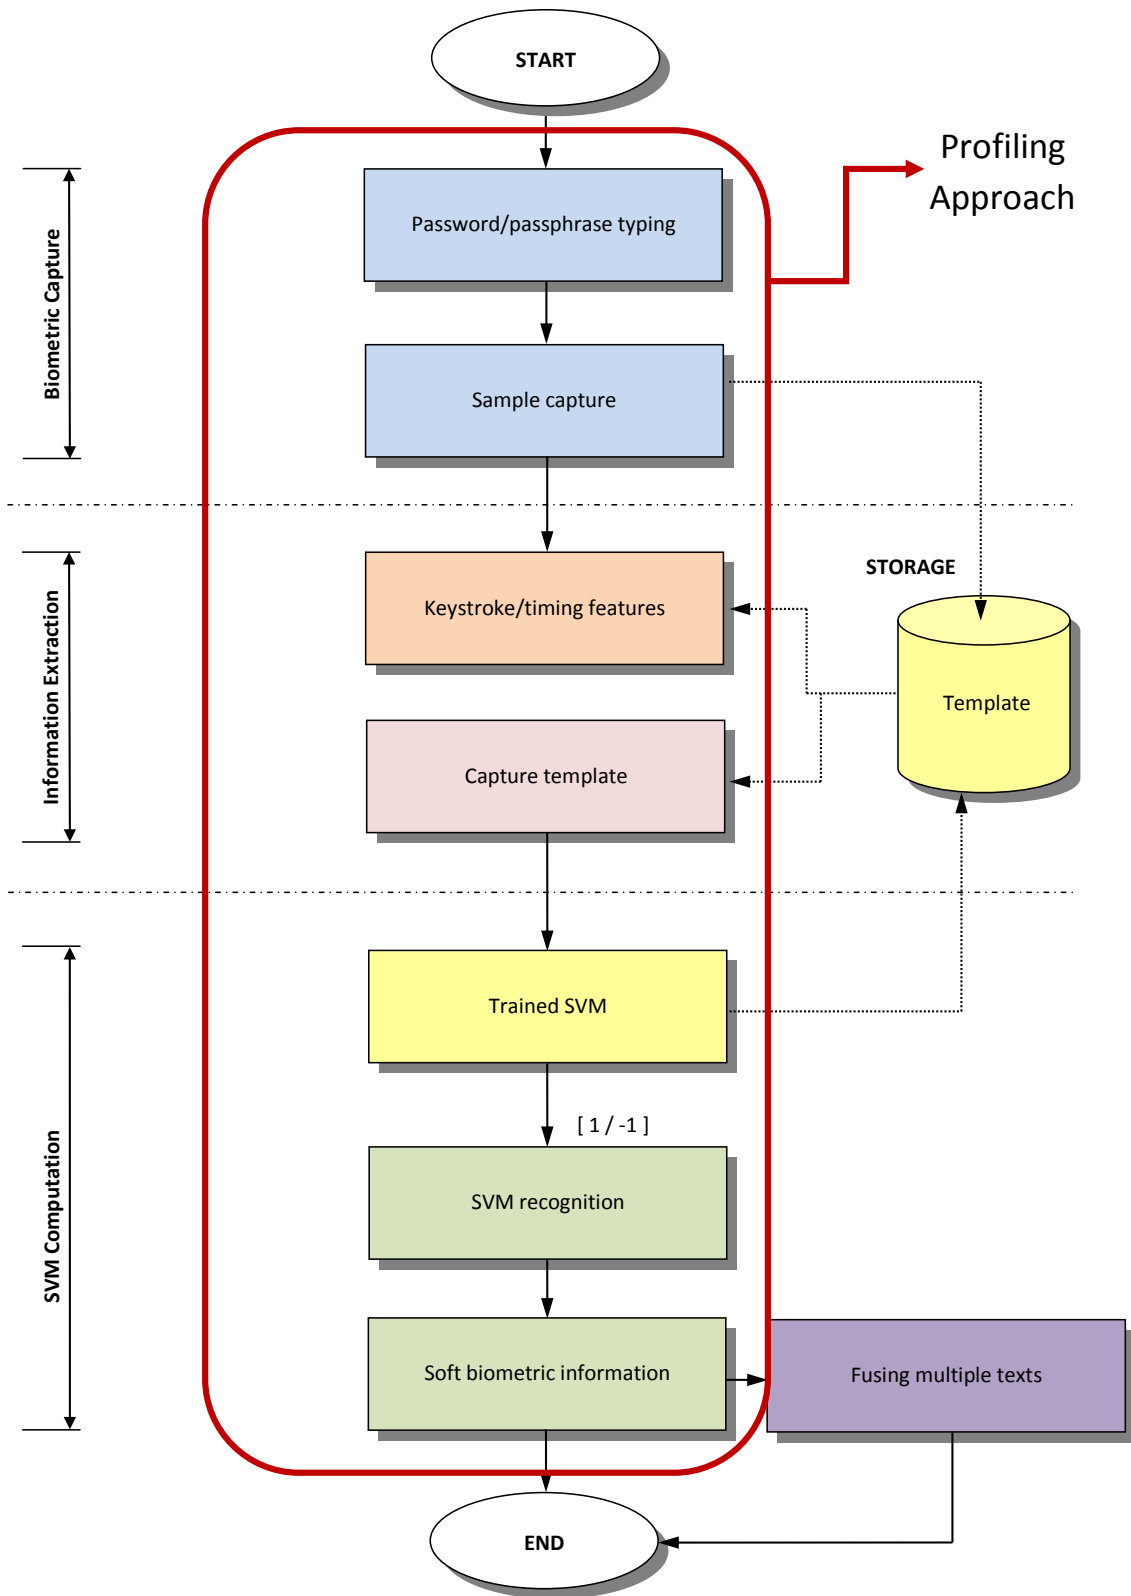 START
Profiling
Approach
Biometric Capture
Password/passphrase typing
Sample capture
Information Extraction
Keystroke/timing features
STORAGE
Template
Capture template
SVM Computation
Trained SVM
[ 1 / -1 ]
SVM recognition
Soft biometric information
Fusing multiple texts
END